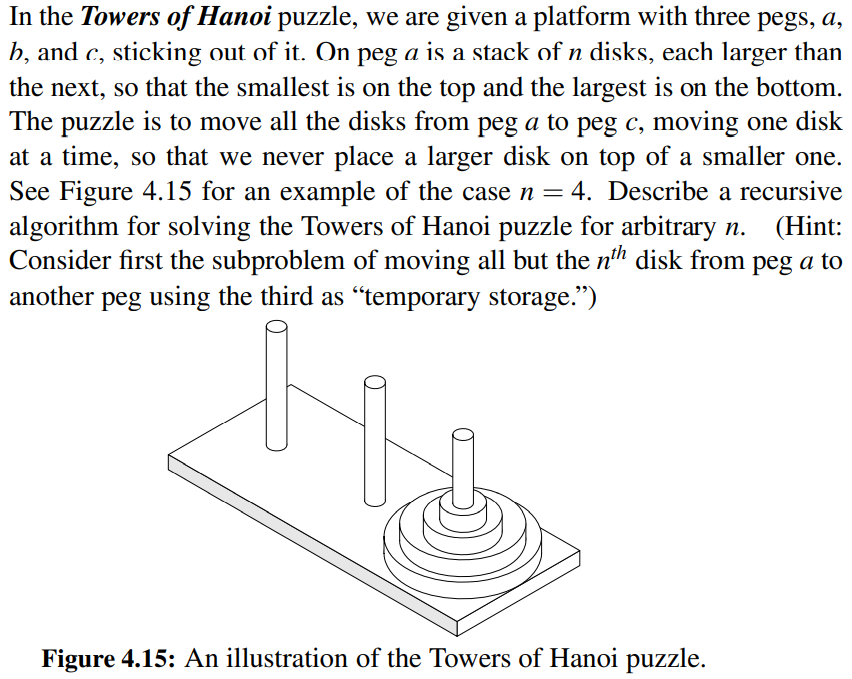 In the Towers of Hanoi puzzle, we are given a platform with three pegs, a,
b, and c, sticking out of it. On peg a is a stack of n disks, each larger than
the next, so that the smallest is on the top and the largest is on the bottom.
The puzzle is to move all the disks from peg a to peg c, moving one disk
at a time, so that we never place a larger disk on top of a smaller one.
See Figure 4.15 for an example of the case n = 4. Describe a recursive
algorithm for solving the Towers of Hanoi puzzle for arbitrary n. (Hint:
Consider first the subproblem of moving all but the nth disk from peg a to
another peg using the third as “temporary storage.”)
Figure 4.15: An illustration of the Towers of Hanoi puzzle.